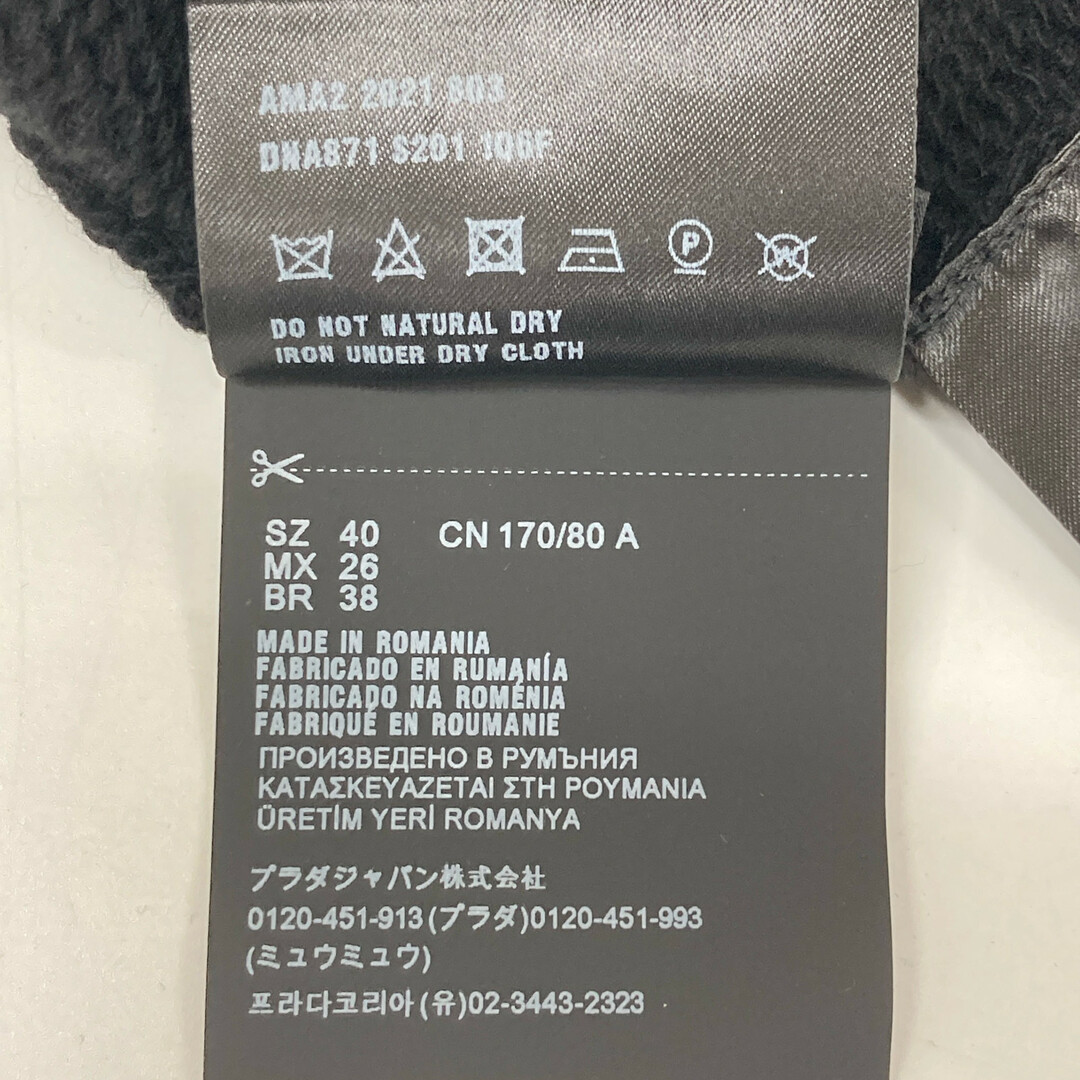 AMA2 2021 803
DNA871 S201 1Q6F
P
W
DO NOT NATURAL DRY
IRON UNDER DRY CLOTH
SZ 40 CN 170/80 A
MX 26
BR 38
MADE IN ROMANIA
FABRICADO EN RUMANÍA
FABRICADO NA ROMÉNIA
FABRIQUÉ EN ROUMANIE
ПРОИЗВЕДЕНО В РУМЪНИЯ
ΚΑΤΑΣΚΕΥΑΖΕΤΑΙ ΣΤΗ ΡΟΥΜΑΝΙΑ
ÜRETİM YERİ ROMANYA
プラダジャパン株式会社
0120-451-913(プラダ)0120-451-993
(ミュウミュウ)
프라다코리아(유)02-3443-2323